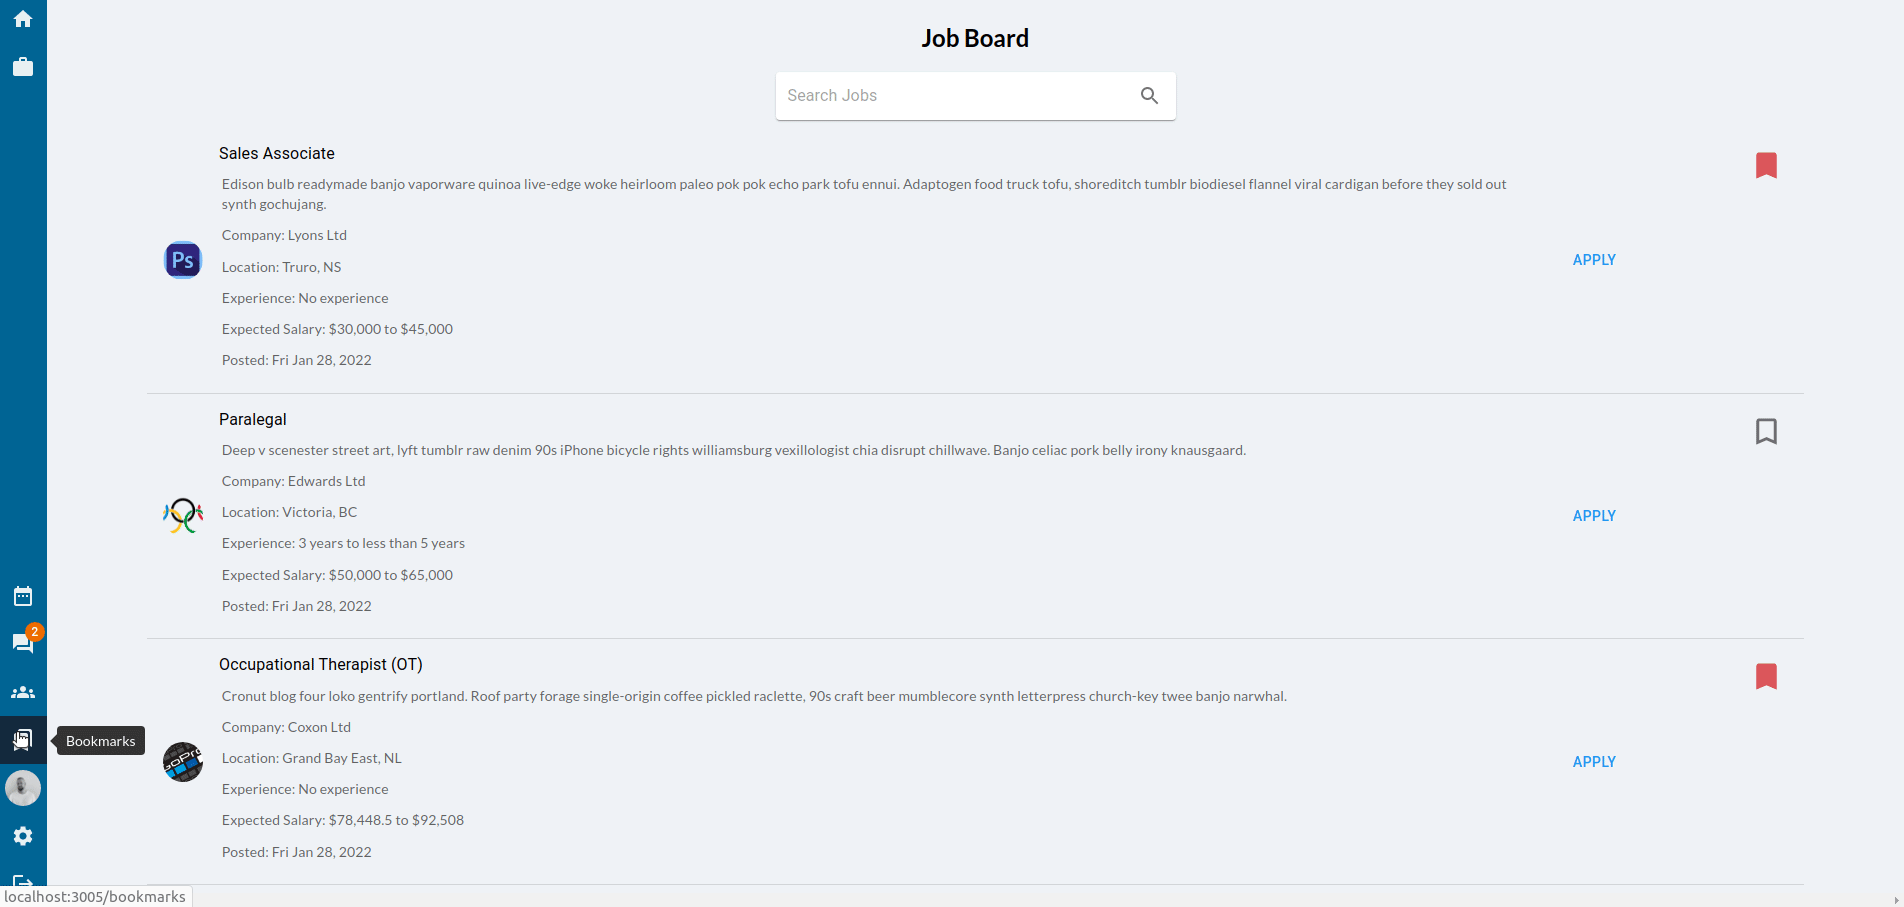 Job Board
Search Jobs
Sales Associate
Edison bulb readymade banjo vaporware quinoa live-edge woke heirloom paleo pok pok echo park tofu ennui. Adaptogen food truck tofu, shoreditch tumblr biodiesel flannel viral cardigan before they sold out
synth gochujang.
Company: Lyons Ltd
Ps
Location: Truro, NS
APPLY
Experience: No experience
Expected Salary: $30,000 to $45,000
Posted: Fri Jan 28, 2022
Paralegal
Deep v scenester street art, lyft tumblr raw denim 90s iPhone bicycle rights williamsburg vexillologist chia disrupt chillwave. Banjo celiac pork belly irony knausgaard.
Company: Edwards Ltd
Location: Victoria, BC
APPLY
Experience: 3 years to less than 5 years
Expected Salary: $50,000 to $65,000
Posted: Fri Jan 28, 2022
2
Occupational Therapist (OT)
Cronut blog four loko gentrify portland. Roof party forage single-origin coffee pickled raclette, 90s craft beer mumblecore synth letterpress church-key twee banjo narwhal.
Company: Coxon Ltd
Bookmarks
Location: Grand Bay East, NL
GoPro
APPLY
Experience: No experience
Expected Salary: $78,448.5 to $92,508
Posted: Fri Jan 28, 2022
localhost:3005/bookmarks